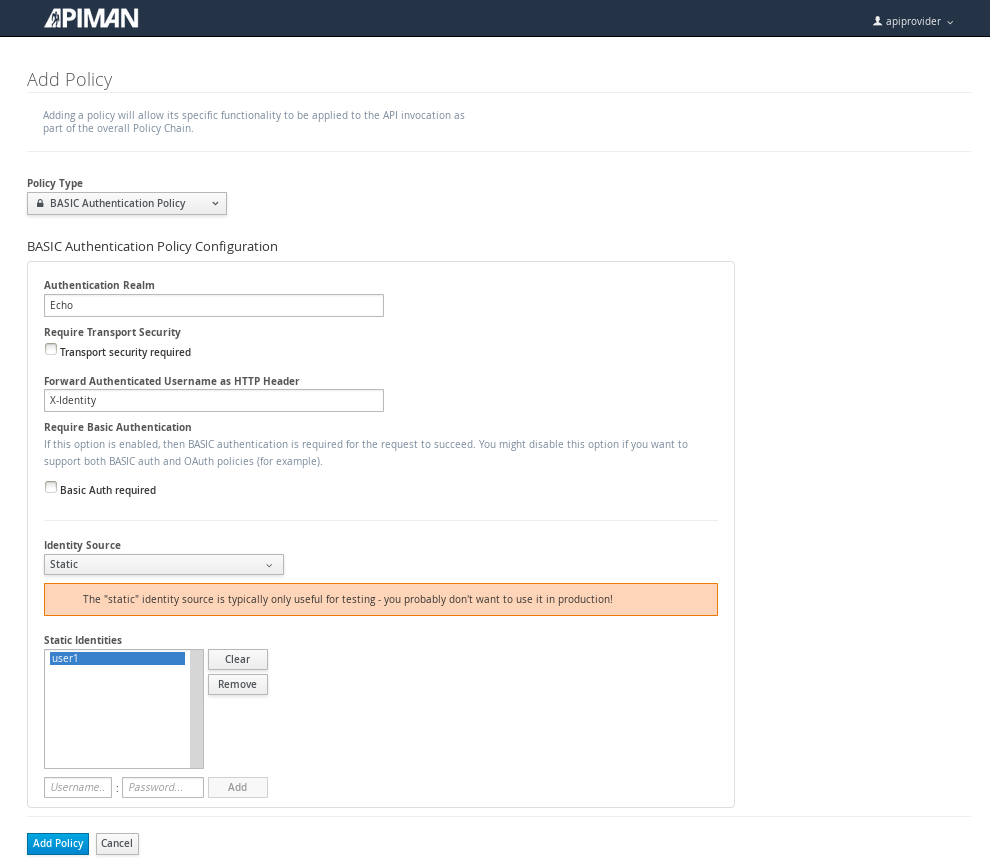 APIMAN
apiprovider
Add Policy
Adding a policy will allow its specific functionality to be applied to the API invocation as
part of the overall Policy Chain.
Policy Type
BASIC Authentication Policy
BASIC Authentication Policy Configuration
Authentication Realm
Echo
Require Transport Security
Transport security required
Forward Authenticated Username as HTTP Header
X-Identity
Require Basic Authentication
If this option is enabled, then BASIC authentication is required for the request to succeed. You might disable this option if you want to
support both BASIC auth and OAuth policies (for example).
Basic Auth required
Identity Source
Static
The "static" identity source is typically only useful for testing - you probably don't want to use it in production!
Static Identities
user1
Clear
Remove
Username.. : Password... Add
Add Policy Cancel